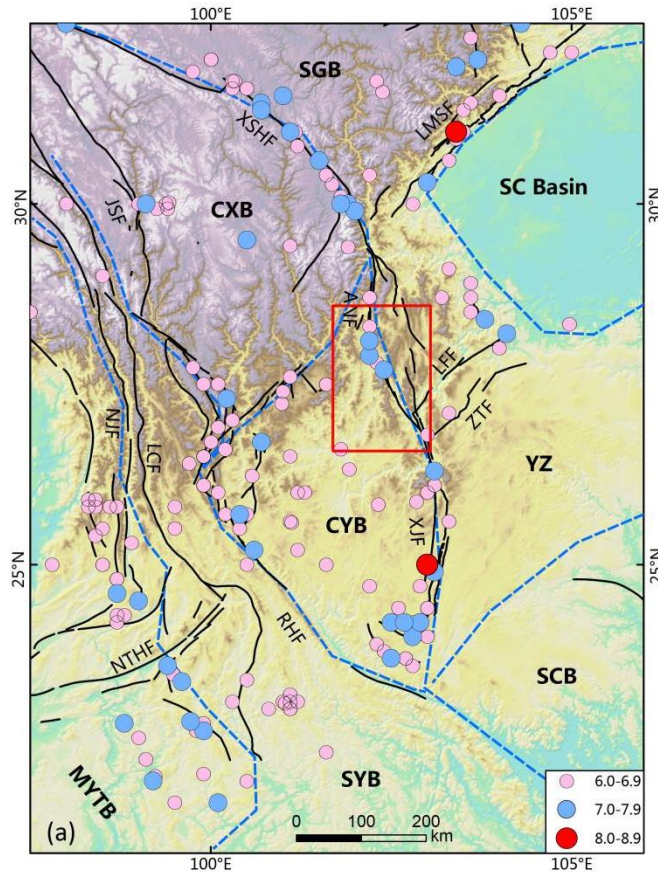 100°E
105°E
SGB
XSHF
LMSF
SC Basin
30°N
30°N
JSF
CXB
ANF
LFF
ZTF
NJF
LCF
YZ
CYB
XJF
25°N
25°N
RHF
NTHF
SCB
MYTB
SYB
6.0-6.9
7.0-7.9
8.0-8.9
(a)
0 100 200
km
100°E
105°E